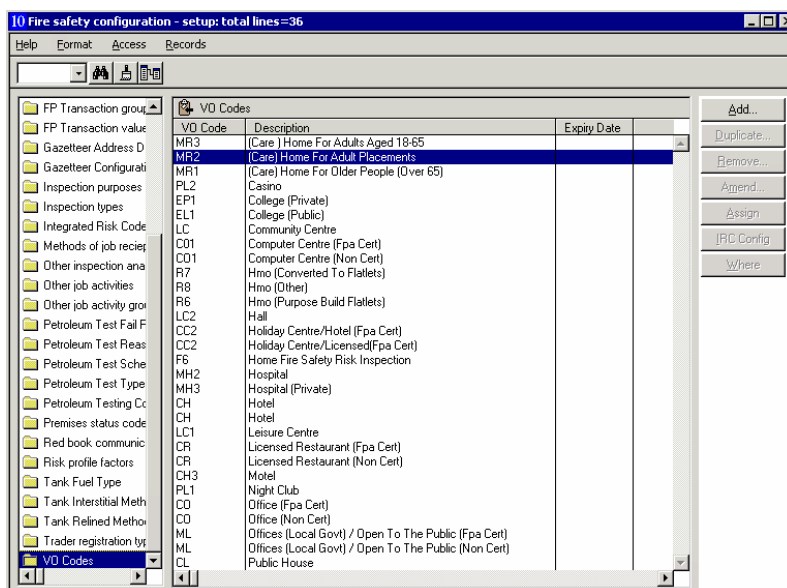 10 Fire safety configuration - setup: total lines=36
Help Format Access Records
FP Transaction group
FP Transaction value
Gazetteer Address D
Gazetteer Configurati
Inspection purposes
Inspection types
Integrated Risk Code
Methods of job reciep
Other inspection ana
Other job activities
Other job activity grou
Petroleum Test Fail F
Petroleum Test Reas
Petroleum Test Sche
Petroleum Test Type
Petroleum Testing Co
Premises status code
Red book communic
Risk profile factors
Tank Fuel Type
Tank Interstitial Meth
Tank Relined Metho
Trader registration typ
VO Codes
VO Codes
VO Code Description Expiry Date
MR3 (Care ) Home For Adults Aged 18-65
MR2 (Care) Home For Adult Placements
MR1 (Care) Home For Older People (Over 65)
PL2 Casino
EP1 College (Private)
EL1 College (Public)
LC Community Centre
CO1 Computer Centre (Fpa Cert)
CO1 Computer Centre (Non Cert)
R7 Hmo (Converted To Flatlets)
R8 Hmo (Other)
R6 Hmo (Purpose Build Flatlets)
LC2 Hall
CC2 Holiday Centre/Hotel (Fpa Cert)
CC2 Holiday Centre/Licensed(Fpa Cert)
F6 Home Fire Safety Risk Inspection
MH2 Hospital
MH3 Hospital (Private)
CH Hotel
CH Hotel
LC1 Leisure Centre
CR Licensed Restaurant (Fpa Cert)
CR Licensed Restaurant (Non Cert)
CH3 Motel
PL1 Night Club
CO Office (Fpa Cert)
CO Office (Non Cert)
ML Offices (Local Govt) / Open To The Public (Fpa Cert)
ML Offices (Local Govt) / Open To The Public (Non Cert)
CL Public House
Add...
Duplicate...
Remove...
Amend...
Assign
IRC Config
Where